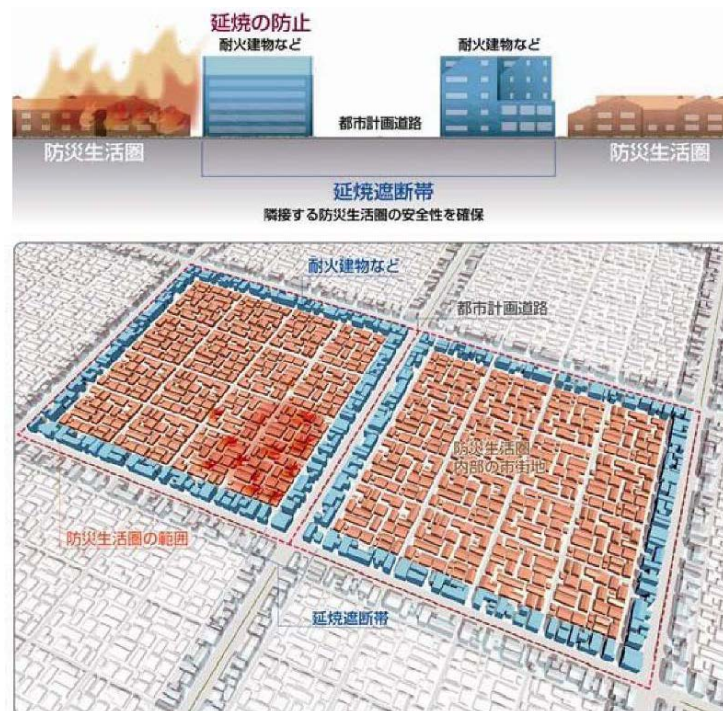 延焼の防止
耐火建物など
耐火建物など
都市計画道路
防災生活圏
防災生活圏
延焼遮断帯
隣接する防災生活圏の安全性を確保
耐火建物など
都市計画道路
防災生活圏
内部の市街地
防災生活圏の範囲
延焼遮断帯